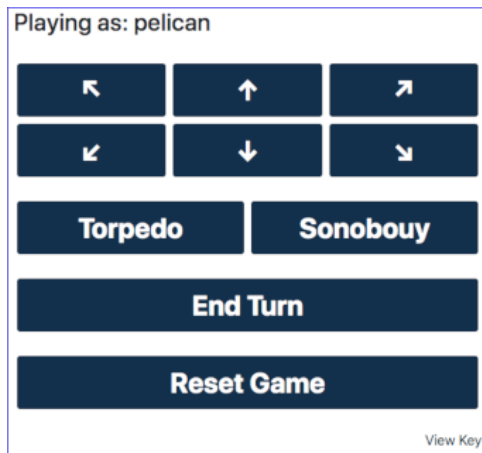 Playing as: pelican
↖ ↑ ↗
↙ ↓ ↘
Torpedo Sonobouy
End Turn
Reset Game
View Key